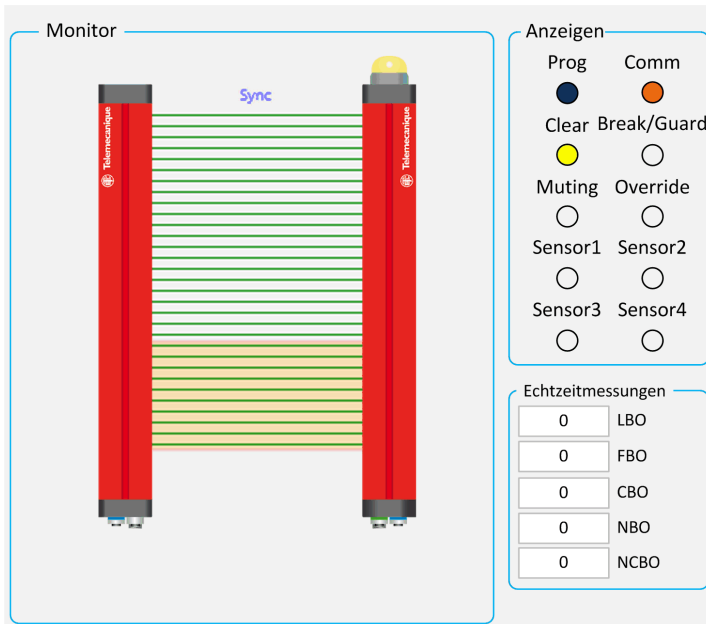 Monitor
Sync
Telemecanique
Telemecanique
Anzeigen
Prog Comm
Clear Break/Guard
Muting Override
Sensor1 Sensor2
Sensor3 Sensor4
Echtzeitmessungen
0 LBO
0 FBO
0 CBO
0 NBO
0 NCBO